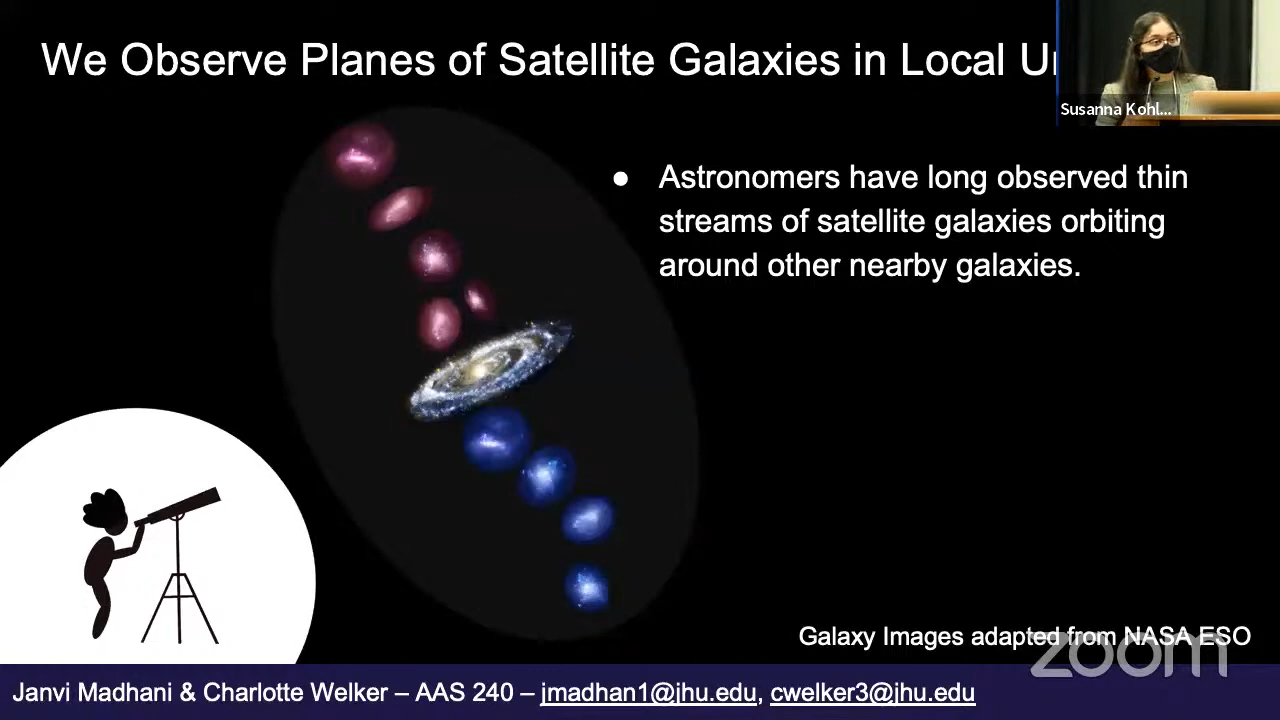 We Observe Planes of Satellite Galaxies in Local
Susanna Kohl...
● Astronomers have long observed thin
streams of satellite galaxies orbiting
around other nearby galaxies.
Galaxy Images adapted from NASA ESO
zoom
Janvi Madhani & Charlotte Welker – AAS 240 – jmadhan1@jhu.edu, cwelker3@jhu.edu